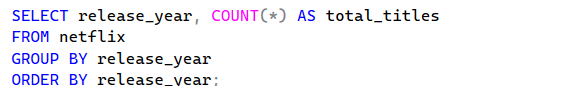 SELECT release_year, COUNT(*) AS total_titles
FROM netflix
GROUP BY release_year
ORDER BY release_year;